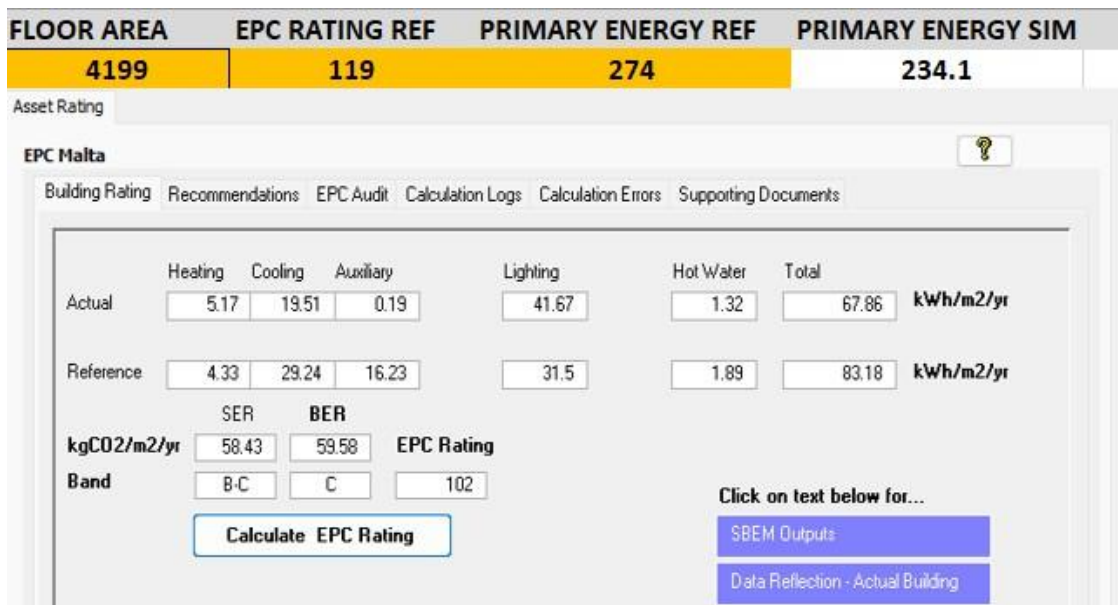 FLOOR AREA EPC RATING REF PRIMARY ENERGY REF PRIMARY ENERGY SIM
4199 119 274 234.1
Asset Rating
EPC Malta ?
Building Rating Recommendations EPC Audit Calculation Logs Calculation Errors Supporting Documents
Heating Cooling Auxiliary Lighting Hot Water Total
Actual 5.17 19.51 0.19 41.67 1.32 67.86 kWh/m2/yr
Reference 4.33 29.24 16.23 31.5 1.89 83.18 kWh/m2/yr
SER BER
kgCO2/m2/yr 58.43 59.58 EPC Rating
Band B-C C 102
Click on text below for...
Calculate EPC Rating SBEM Outputs
Data Reflection - Actual Building